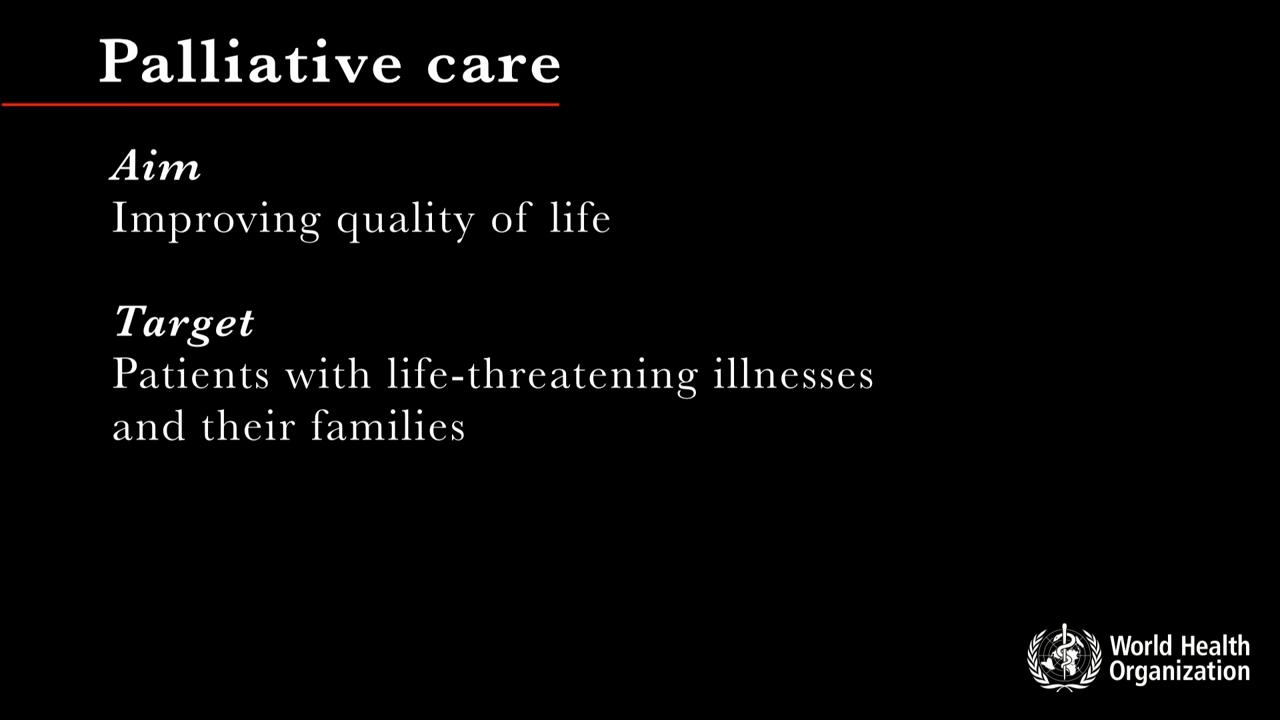 Palliative care
Aim
Improving quality of life
Target
Patients with life-threatening illnesses
and their families
World Health
Organization